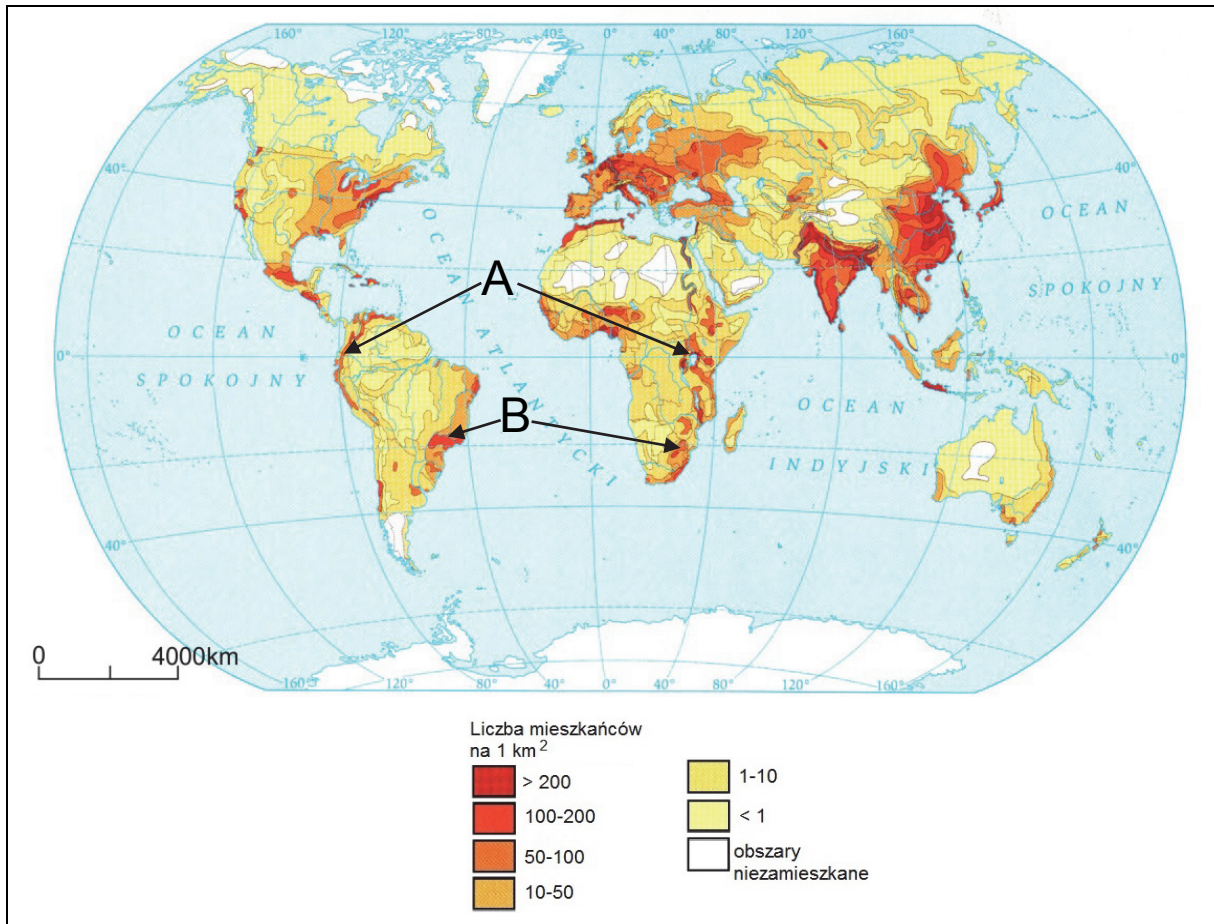 160° 120° 80° 40° 0° 40° 80° 120° 160°
40° 40°
OCEAN
SPOKOJNY
OCEAN
ATLANTYCKI
A
OCEAN
SPOKOJNY
0° 0°
B
OCEAN
INDYJSKI
40° 40°
160° 120° 80° 40° 0° 40° 80° 120° 160°
0 4000km
Liczba mieszkańców
na 1 km 2
> 200
100-200
50-100
10-50
1-10
< 1
obszary
niezamieszkane